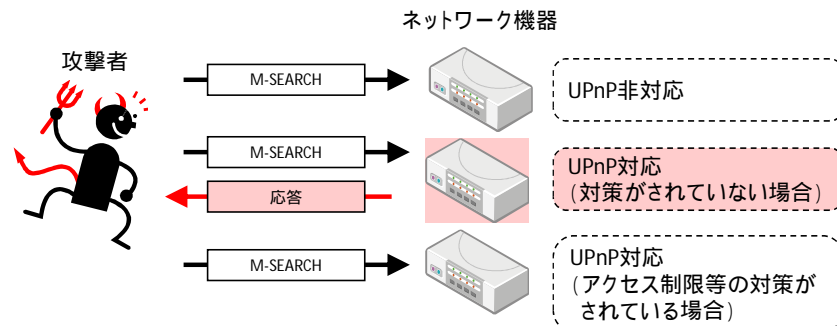 ネットワーク機器
攻撃者
M-SEARCH
UPnP非対応
M-SEARCH
応答
UPnP対応
(対策がされていない場合)
M-SEARCH
UPnP対応
(アクセス制限等の対策が
されている場合)